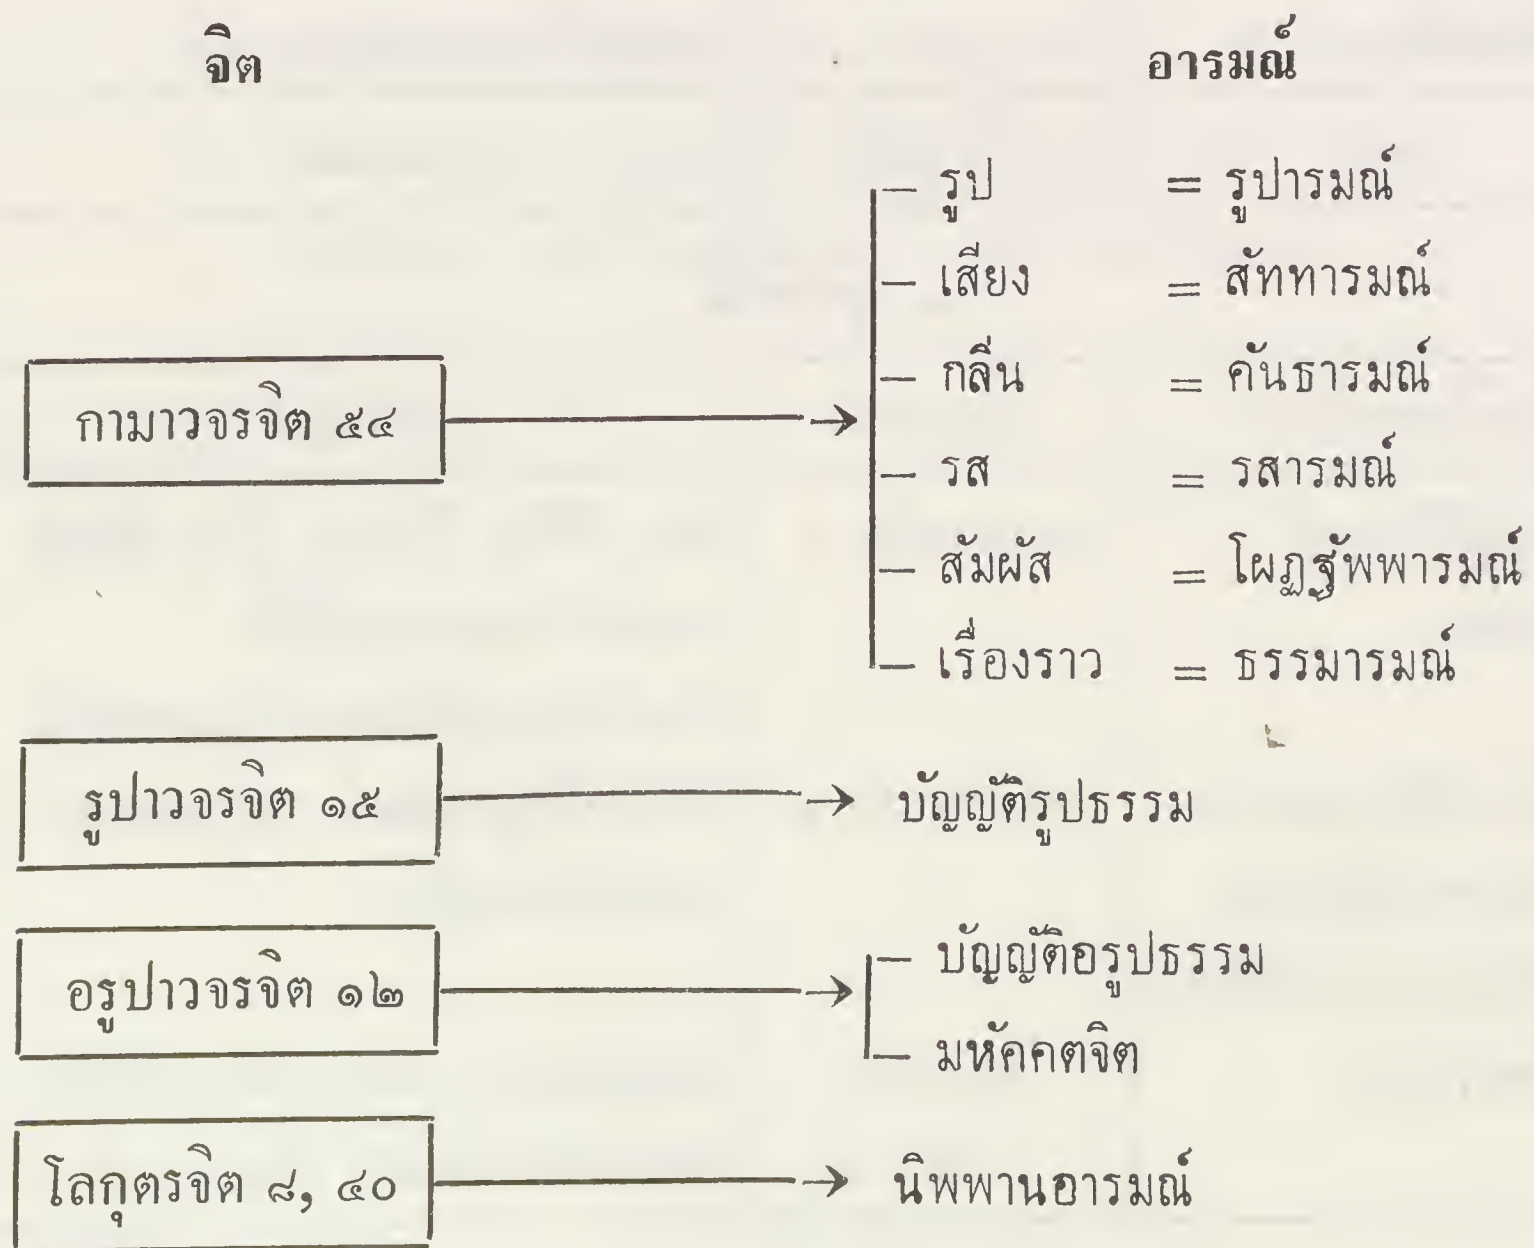 จิต อารมณ์
– รูป = รูปารมณ์
– เสียง = สัททารมณ์
– กลิ่น = คันธารมณ์
กามาวจรจิต ๕๔
– รส = รสารมณ์
– สัมผัส = โผฏฐัพพารมณ์
– เรื่องราว = ธรรมารมณ์
รูปาวจรจิต ๑๕ บัญญัติรูปธรรม
– บัญญัติอรูปธรรม
อรูปาวจรจิต ๑๒
– มหัคคตจิต
โลกุตรจิต ๘, ๔๐ นิพพานอารมณ์